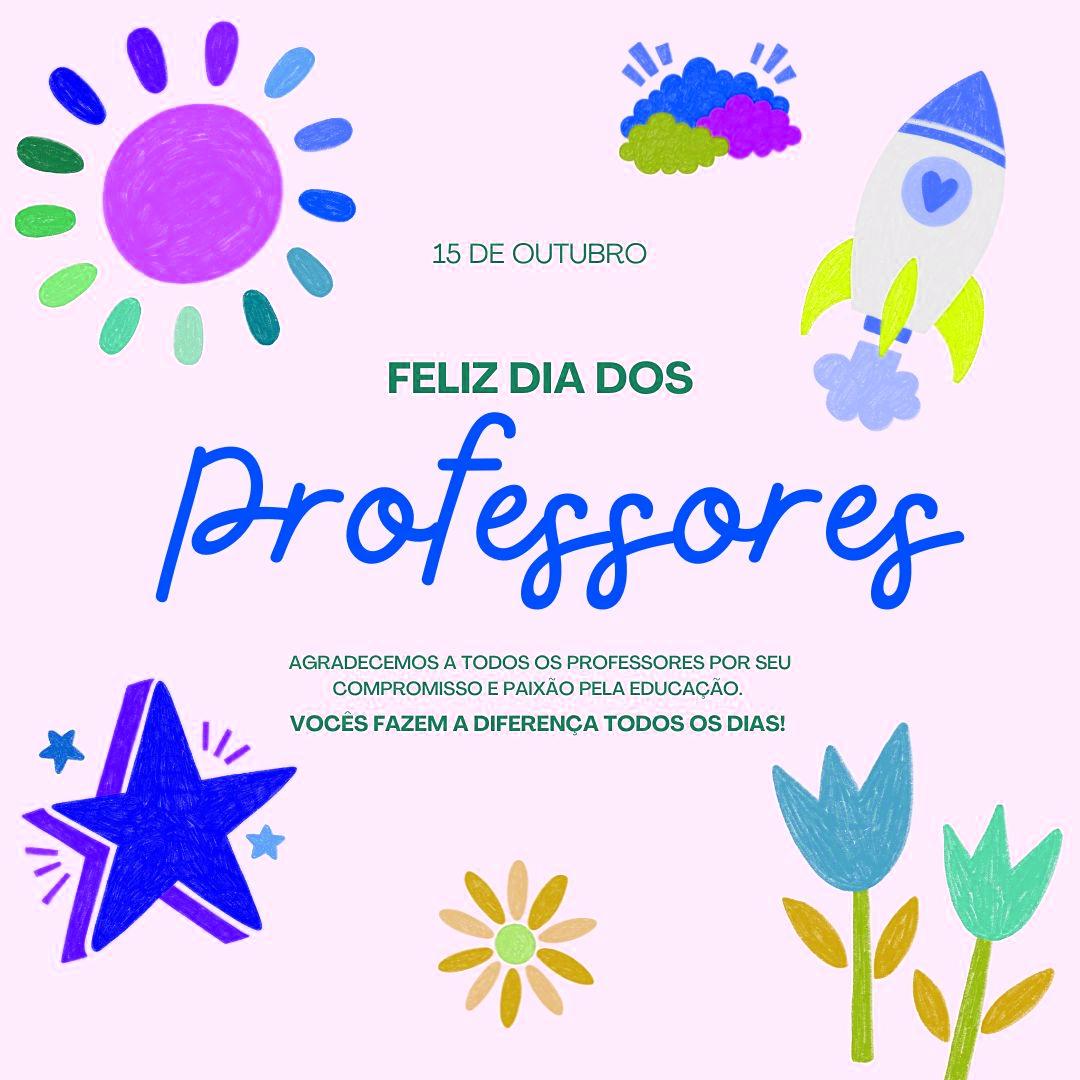 15 DE OUTUBRO
FELIZ DIA DOS
professores
AGRADECEMOS A TODOS OS PROFESSORES POR SEU
COMPROMISSO E PAIXÃO PELA EDUCAÇÃO.
VOCÊS FAZEM A DIFERENÇA TODOS OS DIAS!